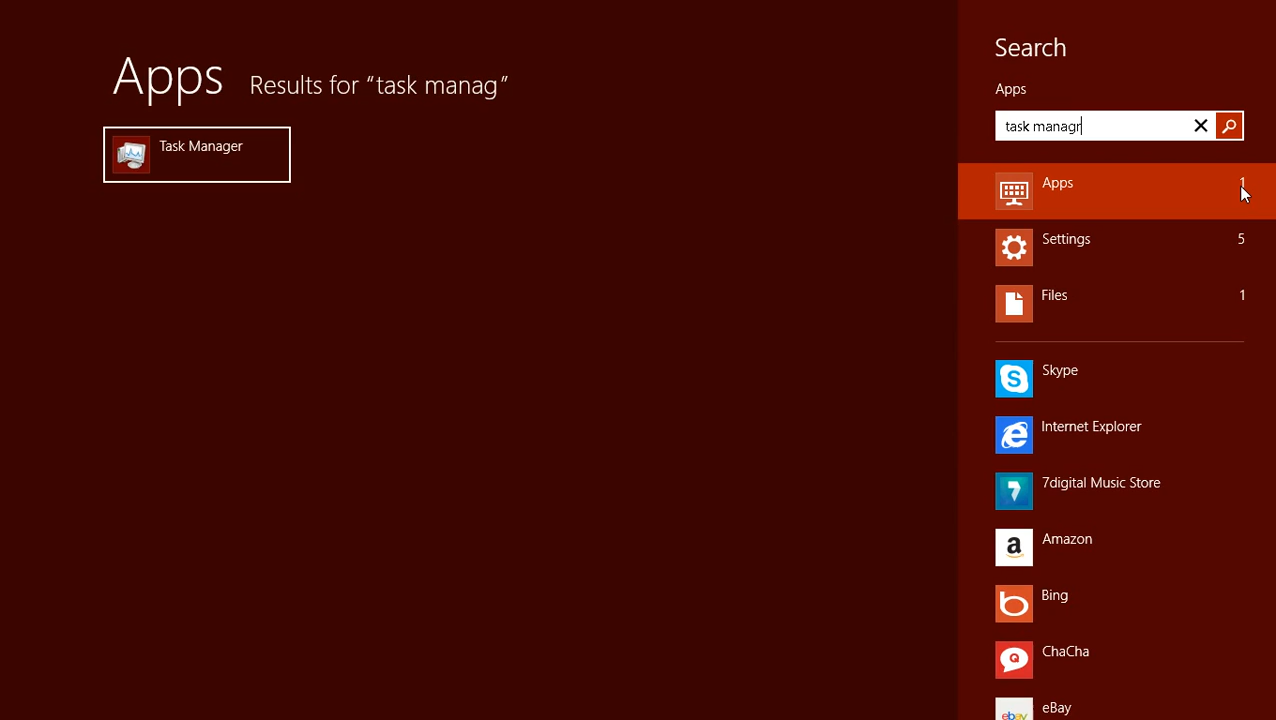 Apps Results for “task manag”
Task Manager
Search
Apps
task managr
Apps 1
Settings 5
Files 1
Skype
Internet Explorer
7digital Music Store
Amazon
Bing
ChaCha
eBay